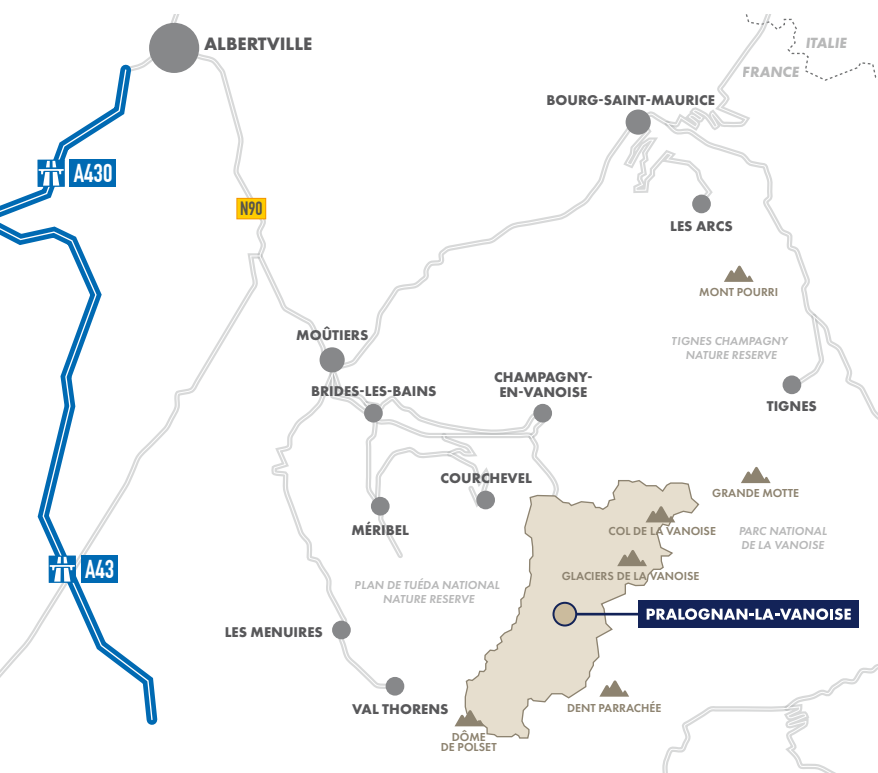 ALBERTVILLE
ITALIE
FRANCE
BOURG-SAINT-MAURICE
A430
N90
LES ARCS
MONT POURRI
MOÛTIERS
TIGNES CHAMPAGNY
NATURE RESERVE
BRIDES-LES-BAINS
CHAMPAGNY-
EN-VANOISE
TIGNES
COURCHEVEL
GRANDE MOTTE
MÉRIBEL
COL DE LA VANOISE
PARC NATIONAL
DE LA VANOISE
A43
GLACIERS DE LA VANOISE
PLAN DE TUÉDA NATIONAL
NATURE RESERVE
PRALOGNAN-LA-VANOISE
LES MENUIRES
VAL THORENS
DENT PARRACHÉE
DÔME
DE POLSET